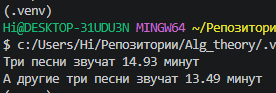 (.venv)
Hi@DESKTOP-31UDU3N MINGW64 ~/Репозитори
$ c:/Users/Hi/Репозитории/Alg_theory/.v
Три песни звучат 14.93 минут
А другие три песни звучат 13.49 минут